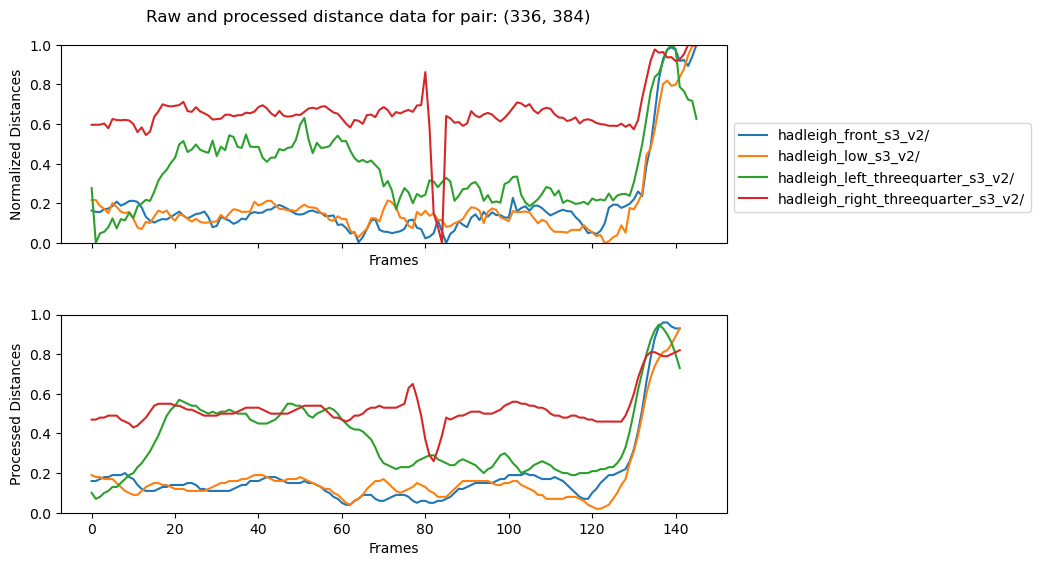 Raw and processed distance data for pair: (336, 384)
Normalized Distances
1.0
0.8
0.6
0.4
0.2
0.0
Frames
hadleigh_front_s3_v2/
hadleigh_low_s3_v2/
hadleigh_left_threequarter_s3_v2/
hadleigh_right_threequarter_s3_v2/
Processed Distances
1.0
0.8
0.6
0.4
0.2
0.0
0 20 40 60 80 100 120 140
Frames